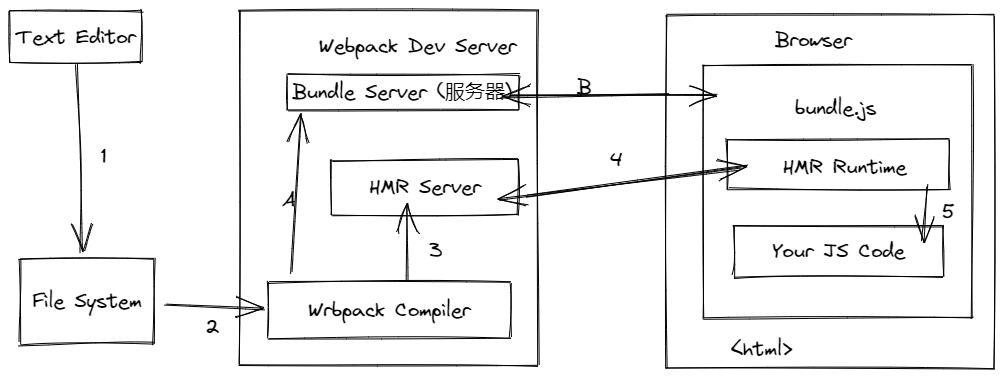 Text Editor
1
File System
2
Webpack Dev Server
Bundle Server (服务器)
A
HMR Server
3
Wrbpack Compiler
B
4
Browser
bundle.js
HMR Runtime
5
Your JS Code
<html>